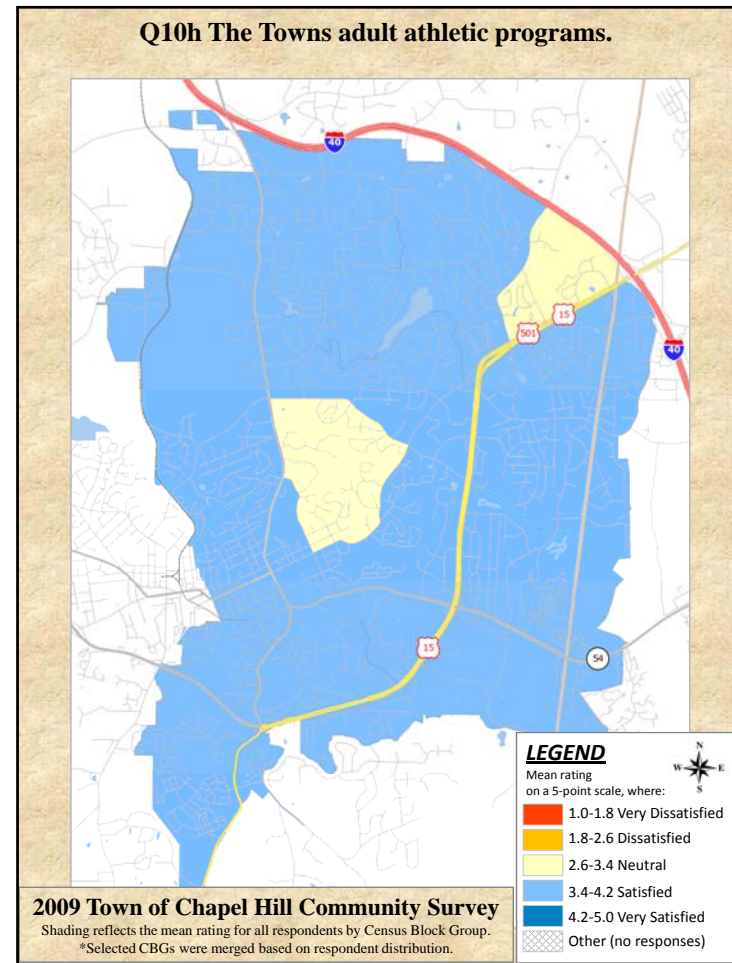 Q10h The Towns adult athletic programs.
40
15
501
40
15
54
LEGEND
Mean rating
on a 5-point scale, where:
N
W E
S
1.0-1.8 Very Dissatisfied
1.8-2.6 Dissatisfied
2.6-3.4 Neutral
3.4-4.2 Satisfied
4.2-5.0 Very Satisfied
Other (no responses)
2009 Town of Chapel Hill Community Survey
Shading reflects the mean rating for all respondents by Census Block Group.
*Selected CBGs were merged based on respondent distribution.